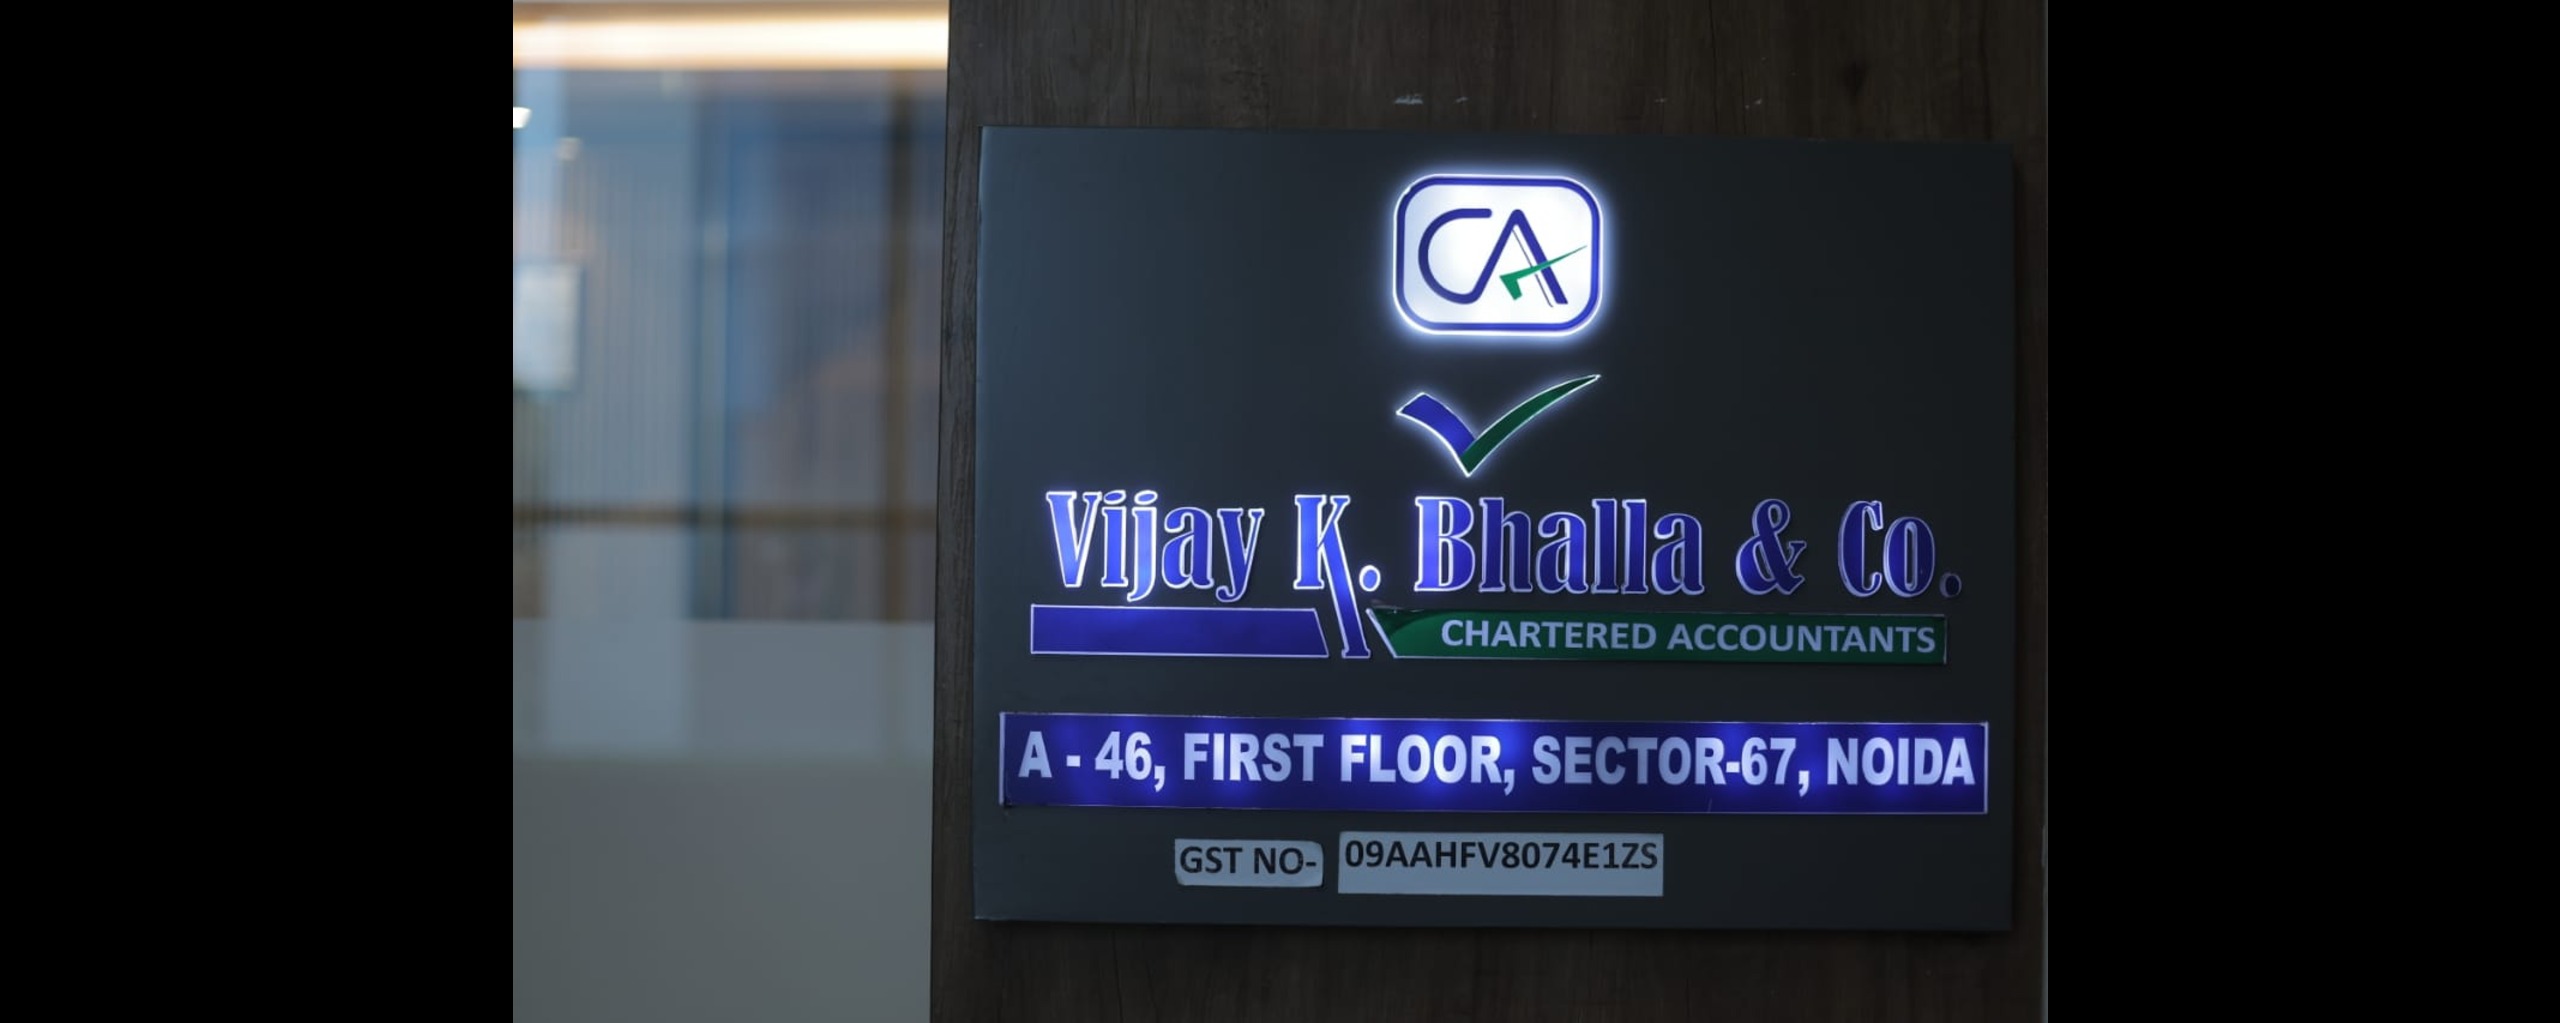 CA
Vijay K. Bhalla & Co.
CHARTERED ACCOUNTANTS
A - 46, FIRST FLOOR, SECTOR-67, NOIDA
GST NO- 09AAHFV8074E1ZS